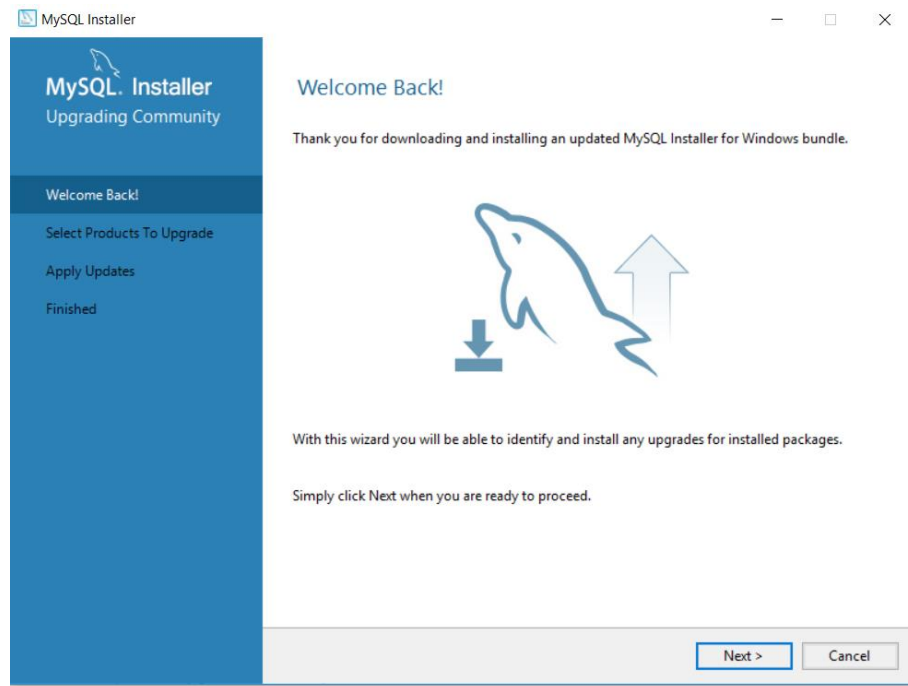 MySQL Installer
MySQL. Installer
Upgrading Community
Welcome Back!
Select Products To Upgrade
Apply Updates
Finished
Welcome Back!
Thank you for downloading and installing an updated MySQL Installer for Windows bundle.
With this wizard you will be able to identify and install any upgrades for installed packages.
Simply click Next when you are ready to proceed.
Next >
Cancel